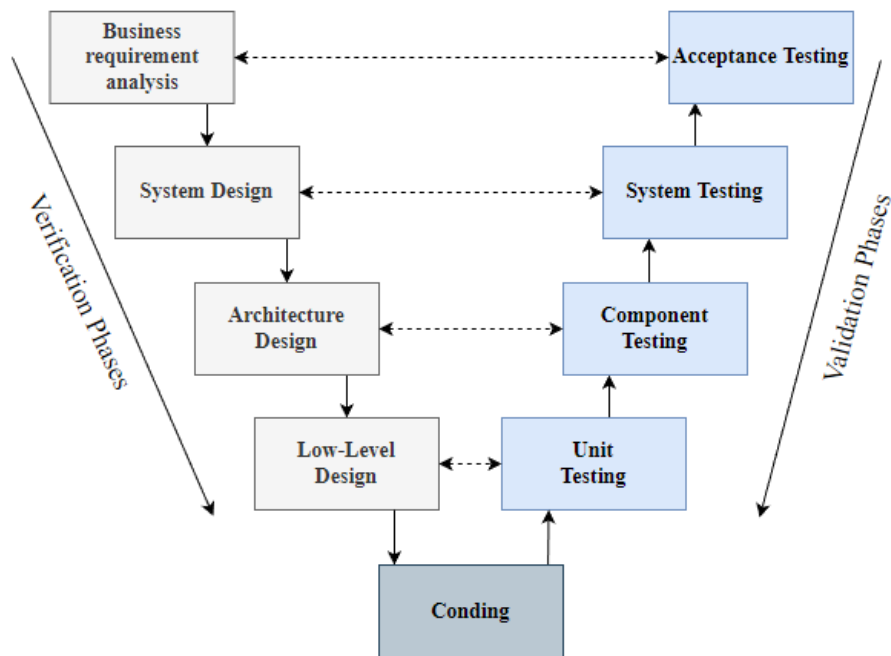 Business
requirement
analysis
Acceptance Testing
System Design
System Testing
Verification Phases
Validation Phases
Architecture
Design
Component
Testing
Low-Level
Design
Unit
Testing
Conding